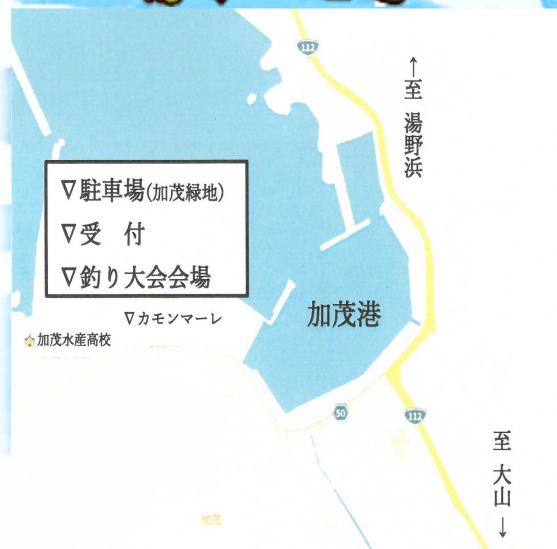 112
↑至 湯野浜
▽駐車場(加茂緑地)
▽受 付
▽釣り大会会場
▽カモンマーレ
加茂水産高校
加茂港
50
112
至 大山↓
加茂